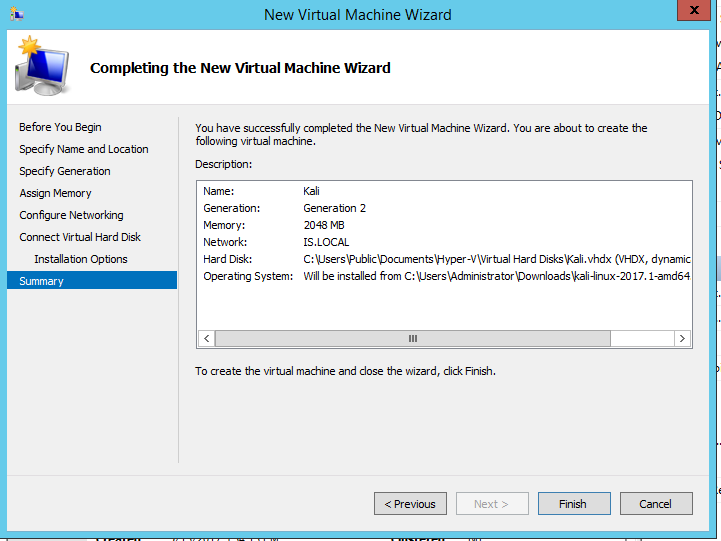 New Virtual Machine Wizard
x
Completing the New Virtual Machine Wizard
Before You Begin
Specify Name and Location
Specify Generation
Assign Memory
Configure Networking
Connect Virtual Hard Disk
Installation Options
Summary
You have successfully completed the New Virtual Machine Wizard. You are about to create the
following virtual machine.
Description:
Name: Kali
Generation: Generation 2
Memory: 2048 MB
Network: IS.LOCAL
Hard Disk: C:\Users\Public\Documents\Hyper-V\Virtual Hard Disks\Kali.vhdx (VHDX, dynamic
Operating System: Will be installed from C:\Users\Administrator\Downloads\kali-linux-2017.1-amd64
To create the virtual machine and close the wizard, click Finish.
< Previous
Next >
Finish
Cancel